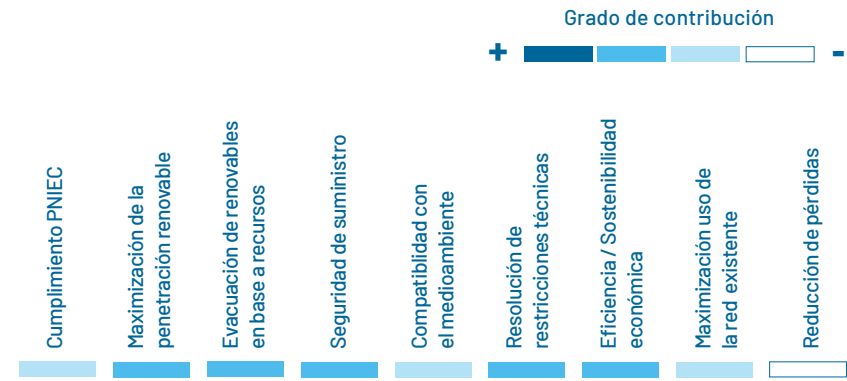 Grado de contribución
+ -
Cumplimiento PNIEC
Maximización de la
penetración renovable
Evacuación de renovables
en base a recursos
Seguridad de suministro
Compatiblidad con
el medioambiente
Resolución de
restricciones técnicas
Eficiencia / Sostenibilidad
económica
Maximización uso de
la red existente
Reducción de pérdidas